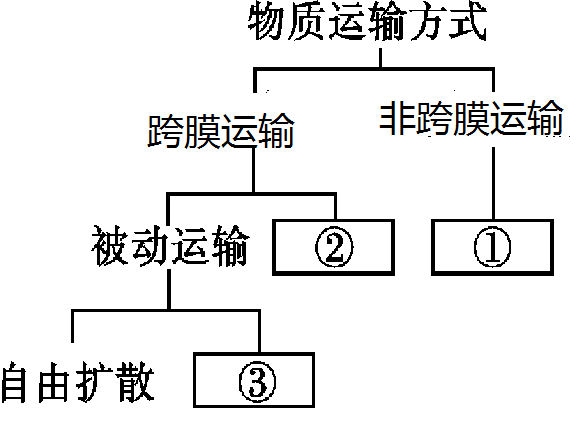 物质运输方式
跨膜运输
非跨膜运输
被动运输
②
①
自由扩散
③